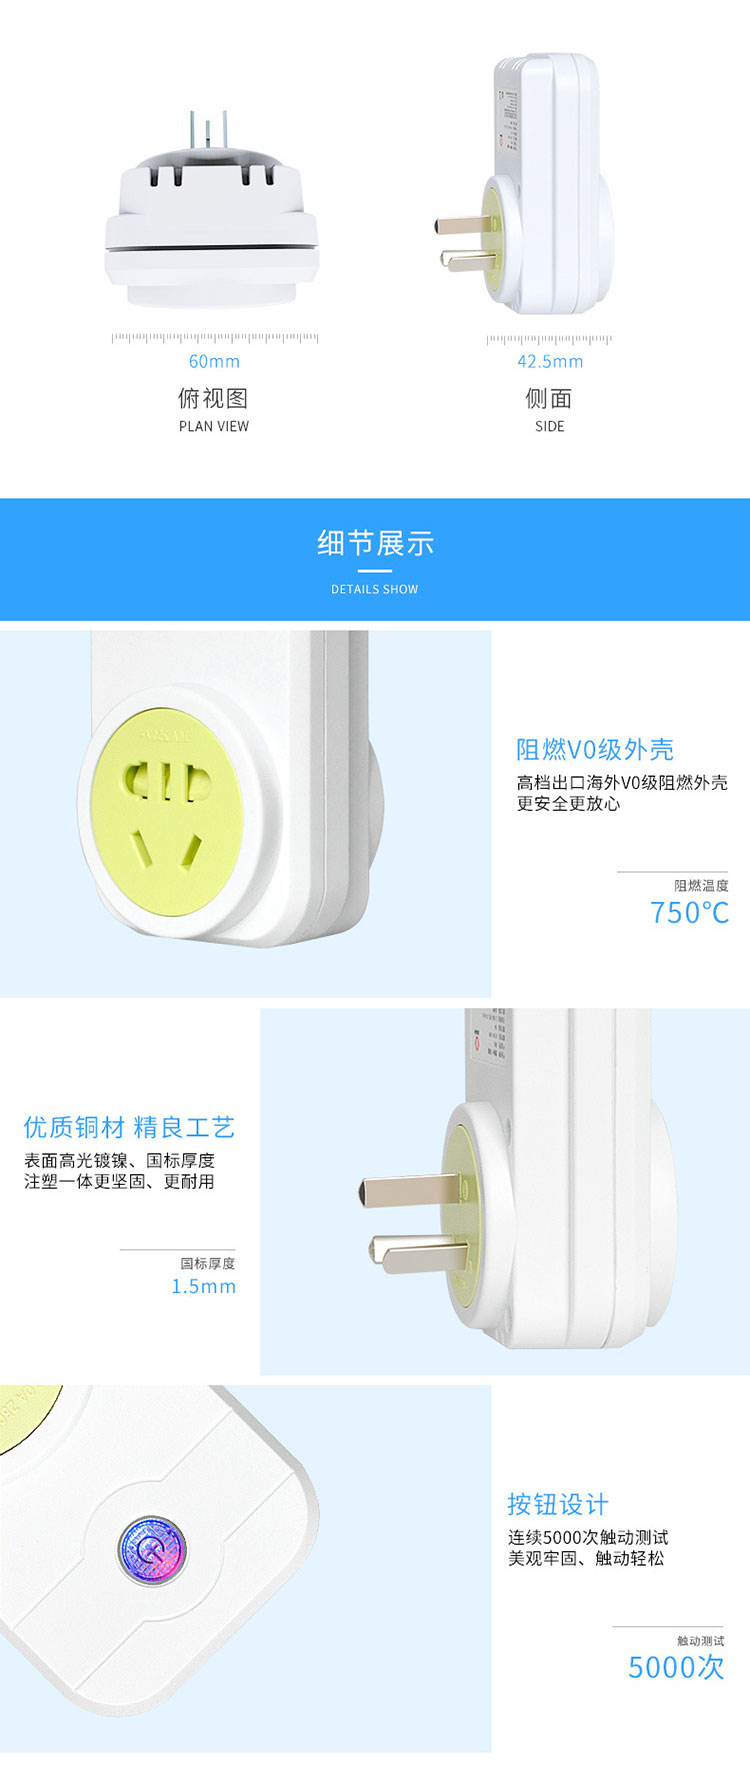 60mm
俯视图
PLAN VIEW
42.5mm
侧面
SIDE
细节展示
DETAILS SHOW
阻燃V0级外壳
高档出口海外V0级阻燃外壳
更安全更放心
阻燃温度
750℃
优质铜材 精良工艺
表面高光镀镍、国标厚度
注塑一体更坚固、更耐用
国标厚度
1.5mm
按钮设计
连续5000次触动测试
美观牢固、触动轻松
触动测试
5000次